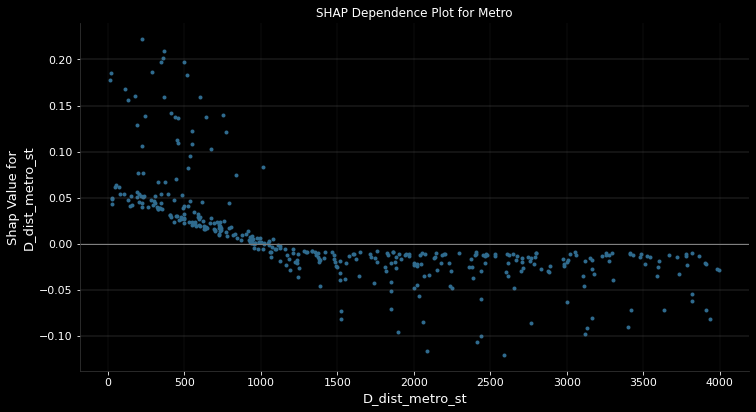 SHAP Dependence Plot for Metro
Shap Value for
D_dist_metro_st
0.20
0.15
0.10
0.05
0.00
−0.05
−0.10
0 500 1000 1500 2000 2500 3000 3500 4000
D_dist_metro_st